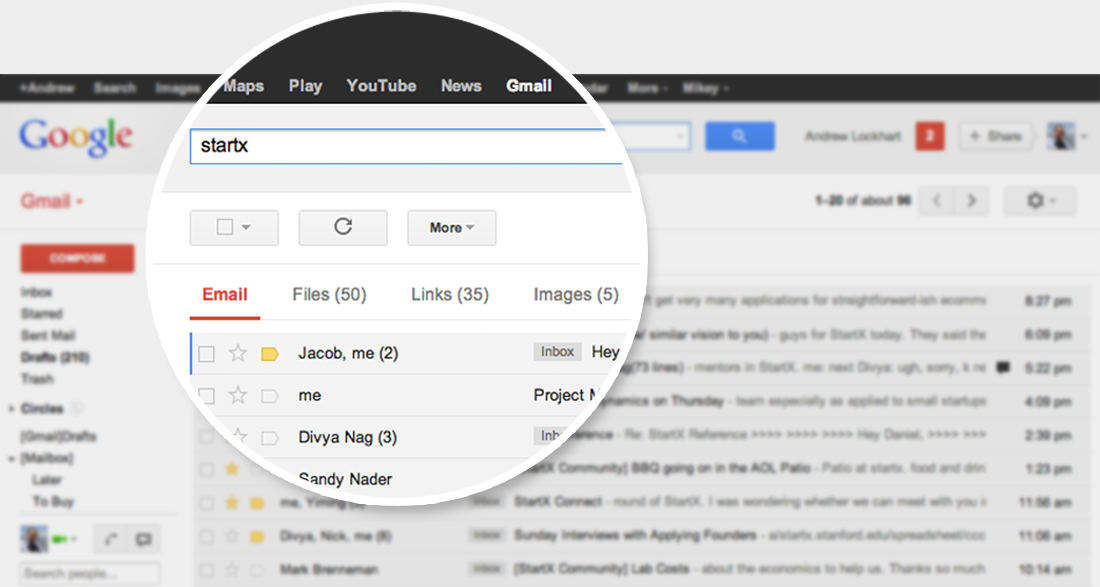 +Andrew Search Images Maps Play YouTube News Gmail More Mikey
Google
startx
Andrew Lockhart 2 + Share
Gmail
More
1–20 of about 96
COMPOSE
Email Files (50) Links (35) Images (5)
Inbox
Starred
Sent Mail
Drafts (210)
Trash
Circles
[Gmail]Drafts
[Mailbox]
Later
To Buy
Search people...
get very many applications for straightforward-ish ecomm 8:27 pm
Jacob, me (2) Inbox Hey similar vision to you) - guys for StartX today. They said the 6:09 pm
(73 lines) - mentors in StartX. me: next Divya: ugh, sorry, k 5:22 pm
me Project on Thursday - team especially as applied to small startups 4:09 pm
Divya Nag (3) Re: StartX Reference >>>> >>>> >>>> Hey Daniel, >>>> 2:39 pm
Sandy Nader StartX Community] BBQ going on in the AOL Patio - Patio at startx. food and 1:23 pm
me, Inbox StartX Connect - round of StartX. I was wondering whether we can meet with you 11:56 am
Divya, Nick, me (8) Inbox Sunday Interviews with Applying Founders - a/startx.stanford.edu/spreadsheet/ccc 11:06 am
Mark Brenneman Inbox [StartX Community] Lab Costs - about the economics to help us. Thanks so much 10:14 am